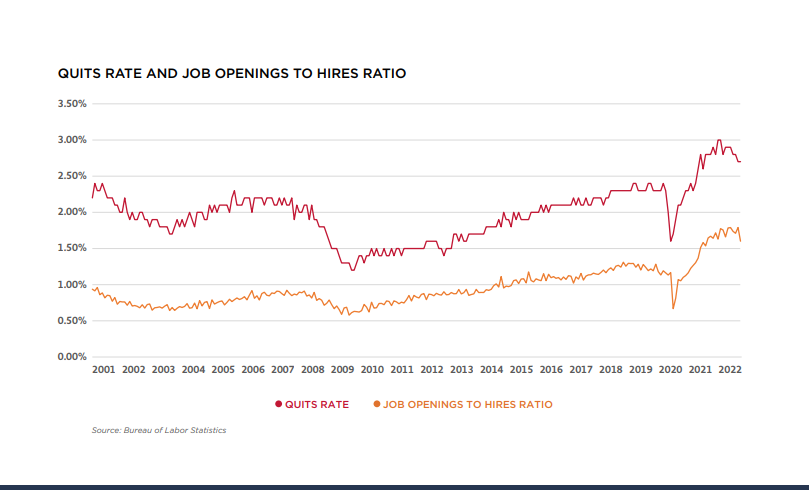 QUITS RATE AND JOB OPENINGS TO HIRES RATIO
3.50%
3.00%
2.50%
2.00%
1.50%
1.00%
0.50%
0.00%
2001 2002 2003 2004 2005 2006 2007 2008 2009 2010 2011 2012 2013 2014 2015 2016 2017 2018 2019 2020 2021 2022
QUITS RATE JOB OPENINGS TO HIRES RATIO
Source: Bureau of Labor Statistics